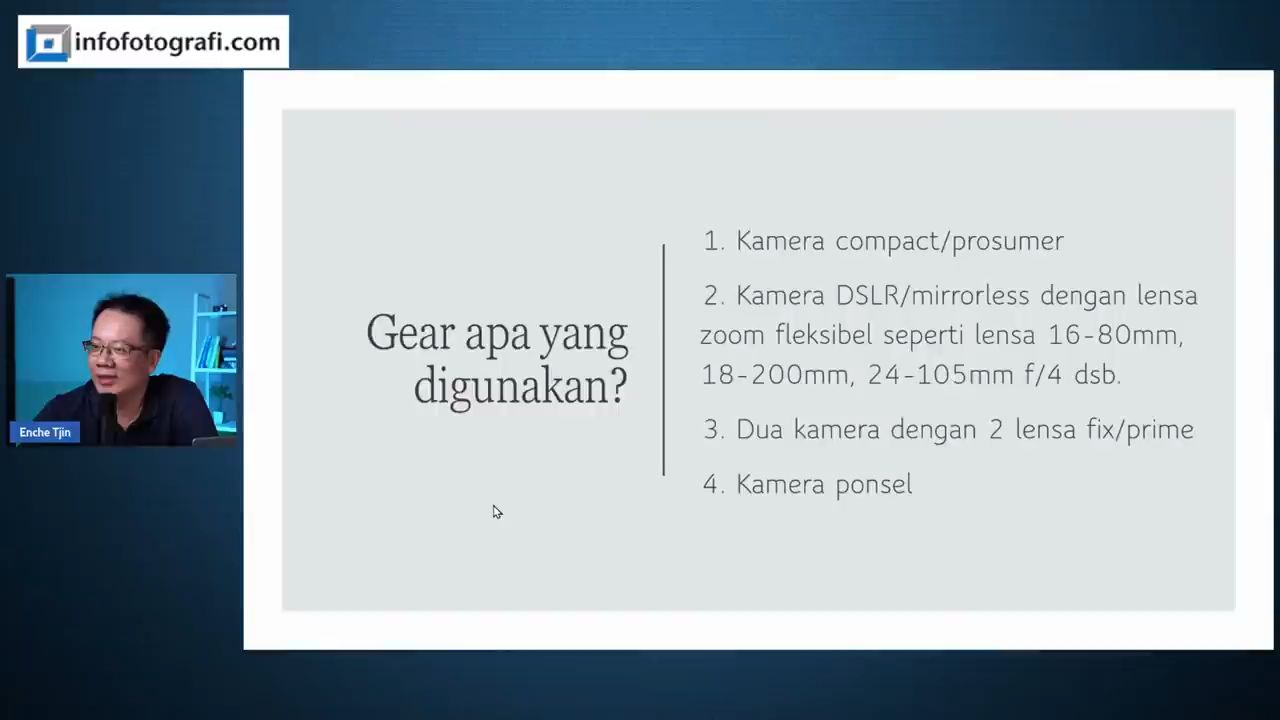 infofotografi.com
Gear apa yang
digunakan?
1. Kamera compact/prosumer
2. Kamera DSLR/mirrorless dengan lensa
zoom fleksibel seperti lensa 16-80mm,
18-200mm, 24-105mm f/4 dsb.
3. Dua kamera dengan 2 lensa fix/prime
4. Kamera ponsel
Enche Tjin